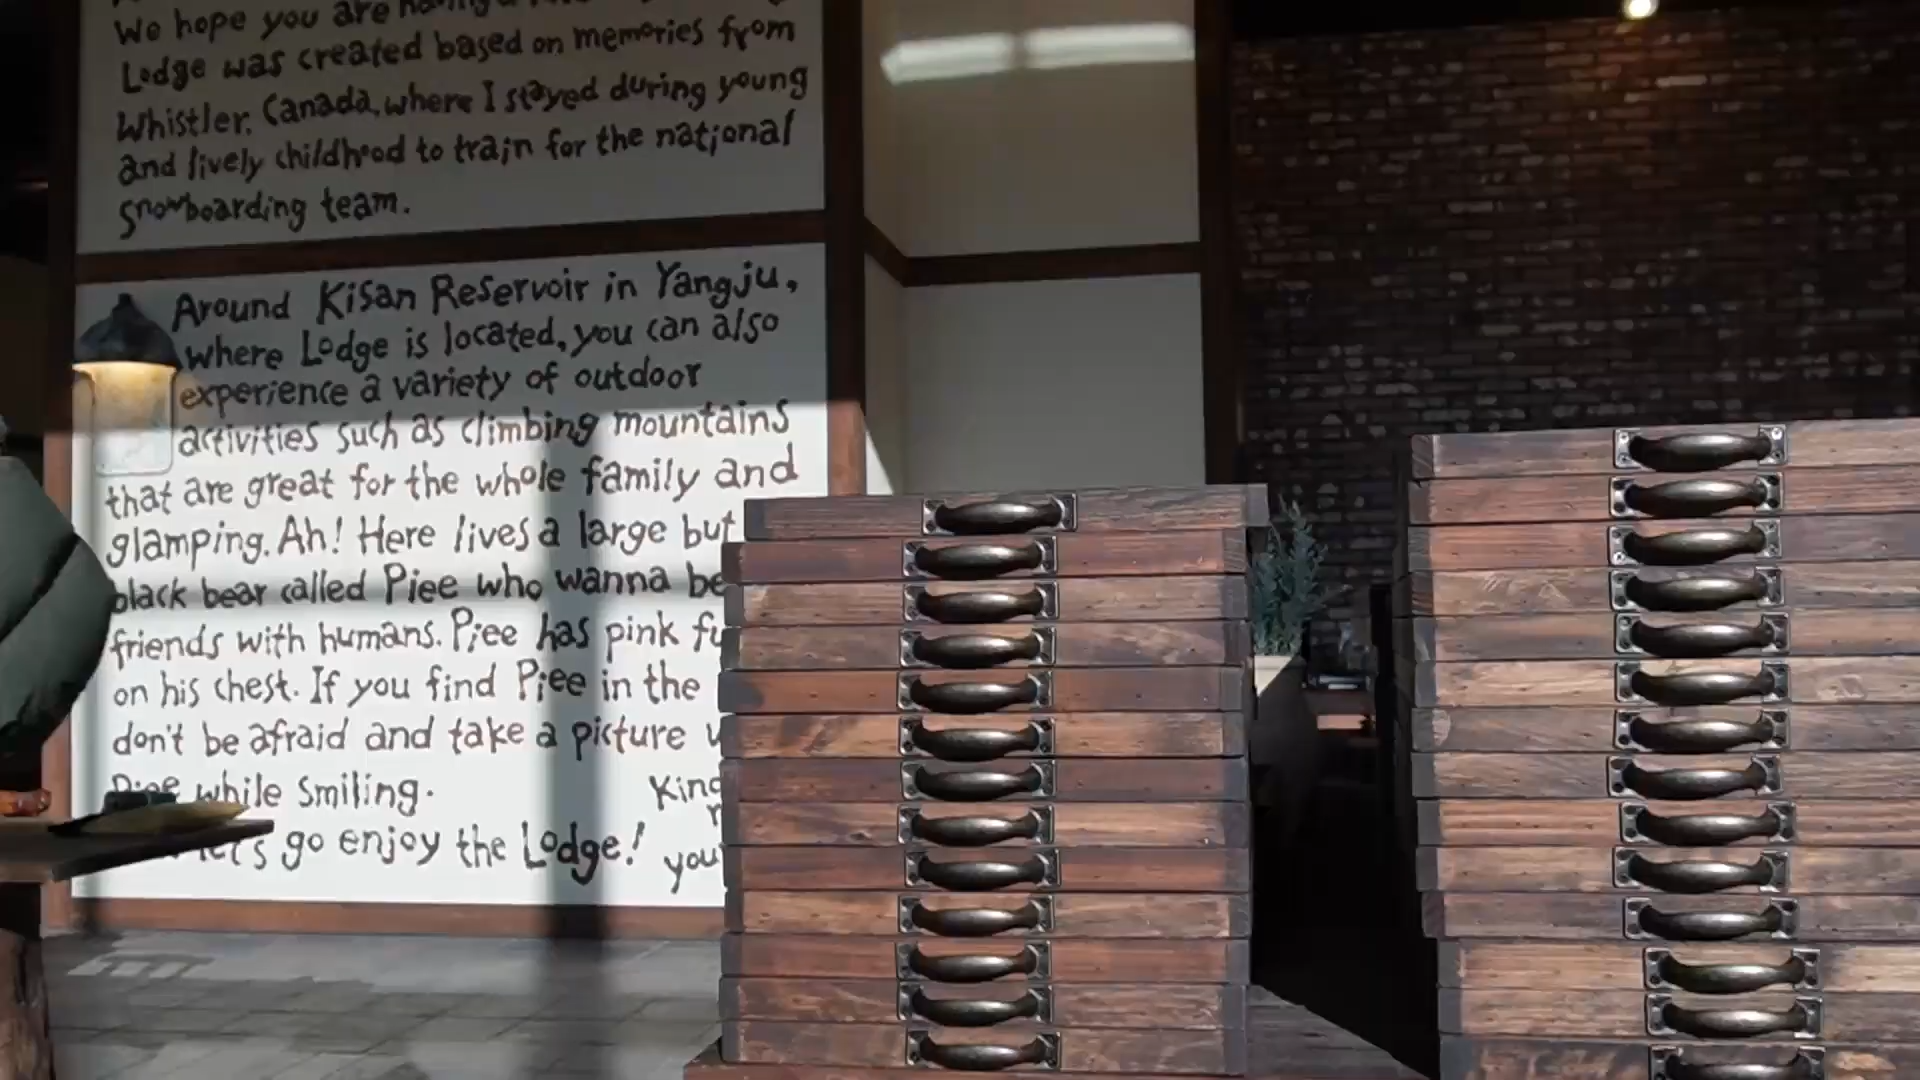 We hope you are having a
Lodge was created based on memories from
Whistler, Canada, where I stayed during young
and lively childhood to train for the national
snowboarding team.
Around Kisan Reservoir in Yangju,
where Lodge is located, you can also
experience a variety of outdoor
activities such as climbing mountains
that are great for the whole family and
glamping. Ah! Here lives a large but
black bear called Piee who wanna be
friends with humans. Piee has pink
on his chest. If you find Piee in the
don't be afraid and take a picture
Piee while smiling.
let's go enjoy the Lodge!
you